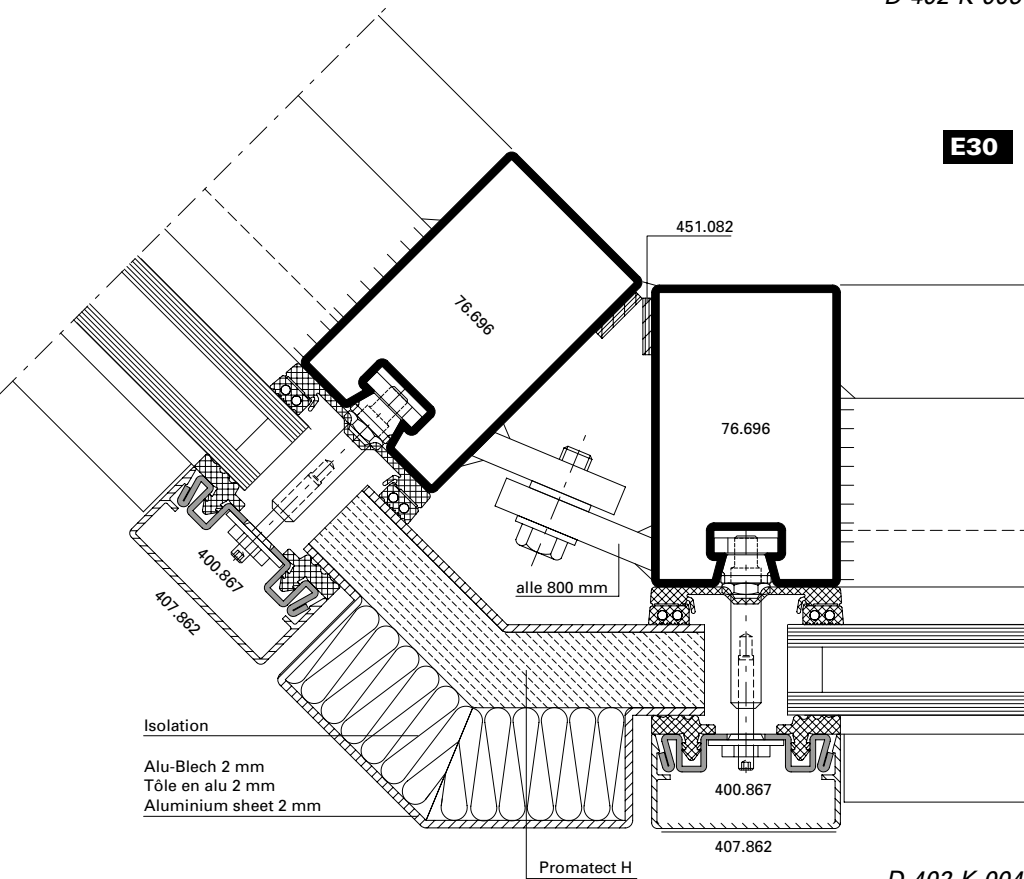 E30
451.082
76.696
76.696
alle 800 mm
400.867
407.862
Isolation
Alu-Blech 2 mm
Tôle en alu 2 mm
Aluminium sheet 2 mm
400.867
407.862
Promatect H
D-402-K-004